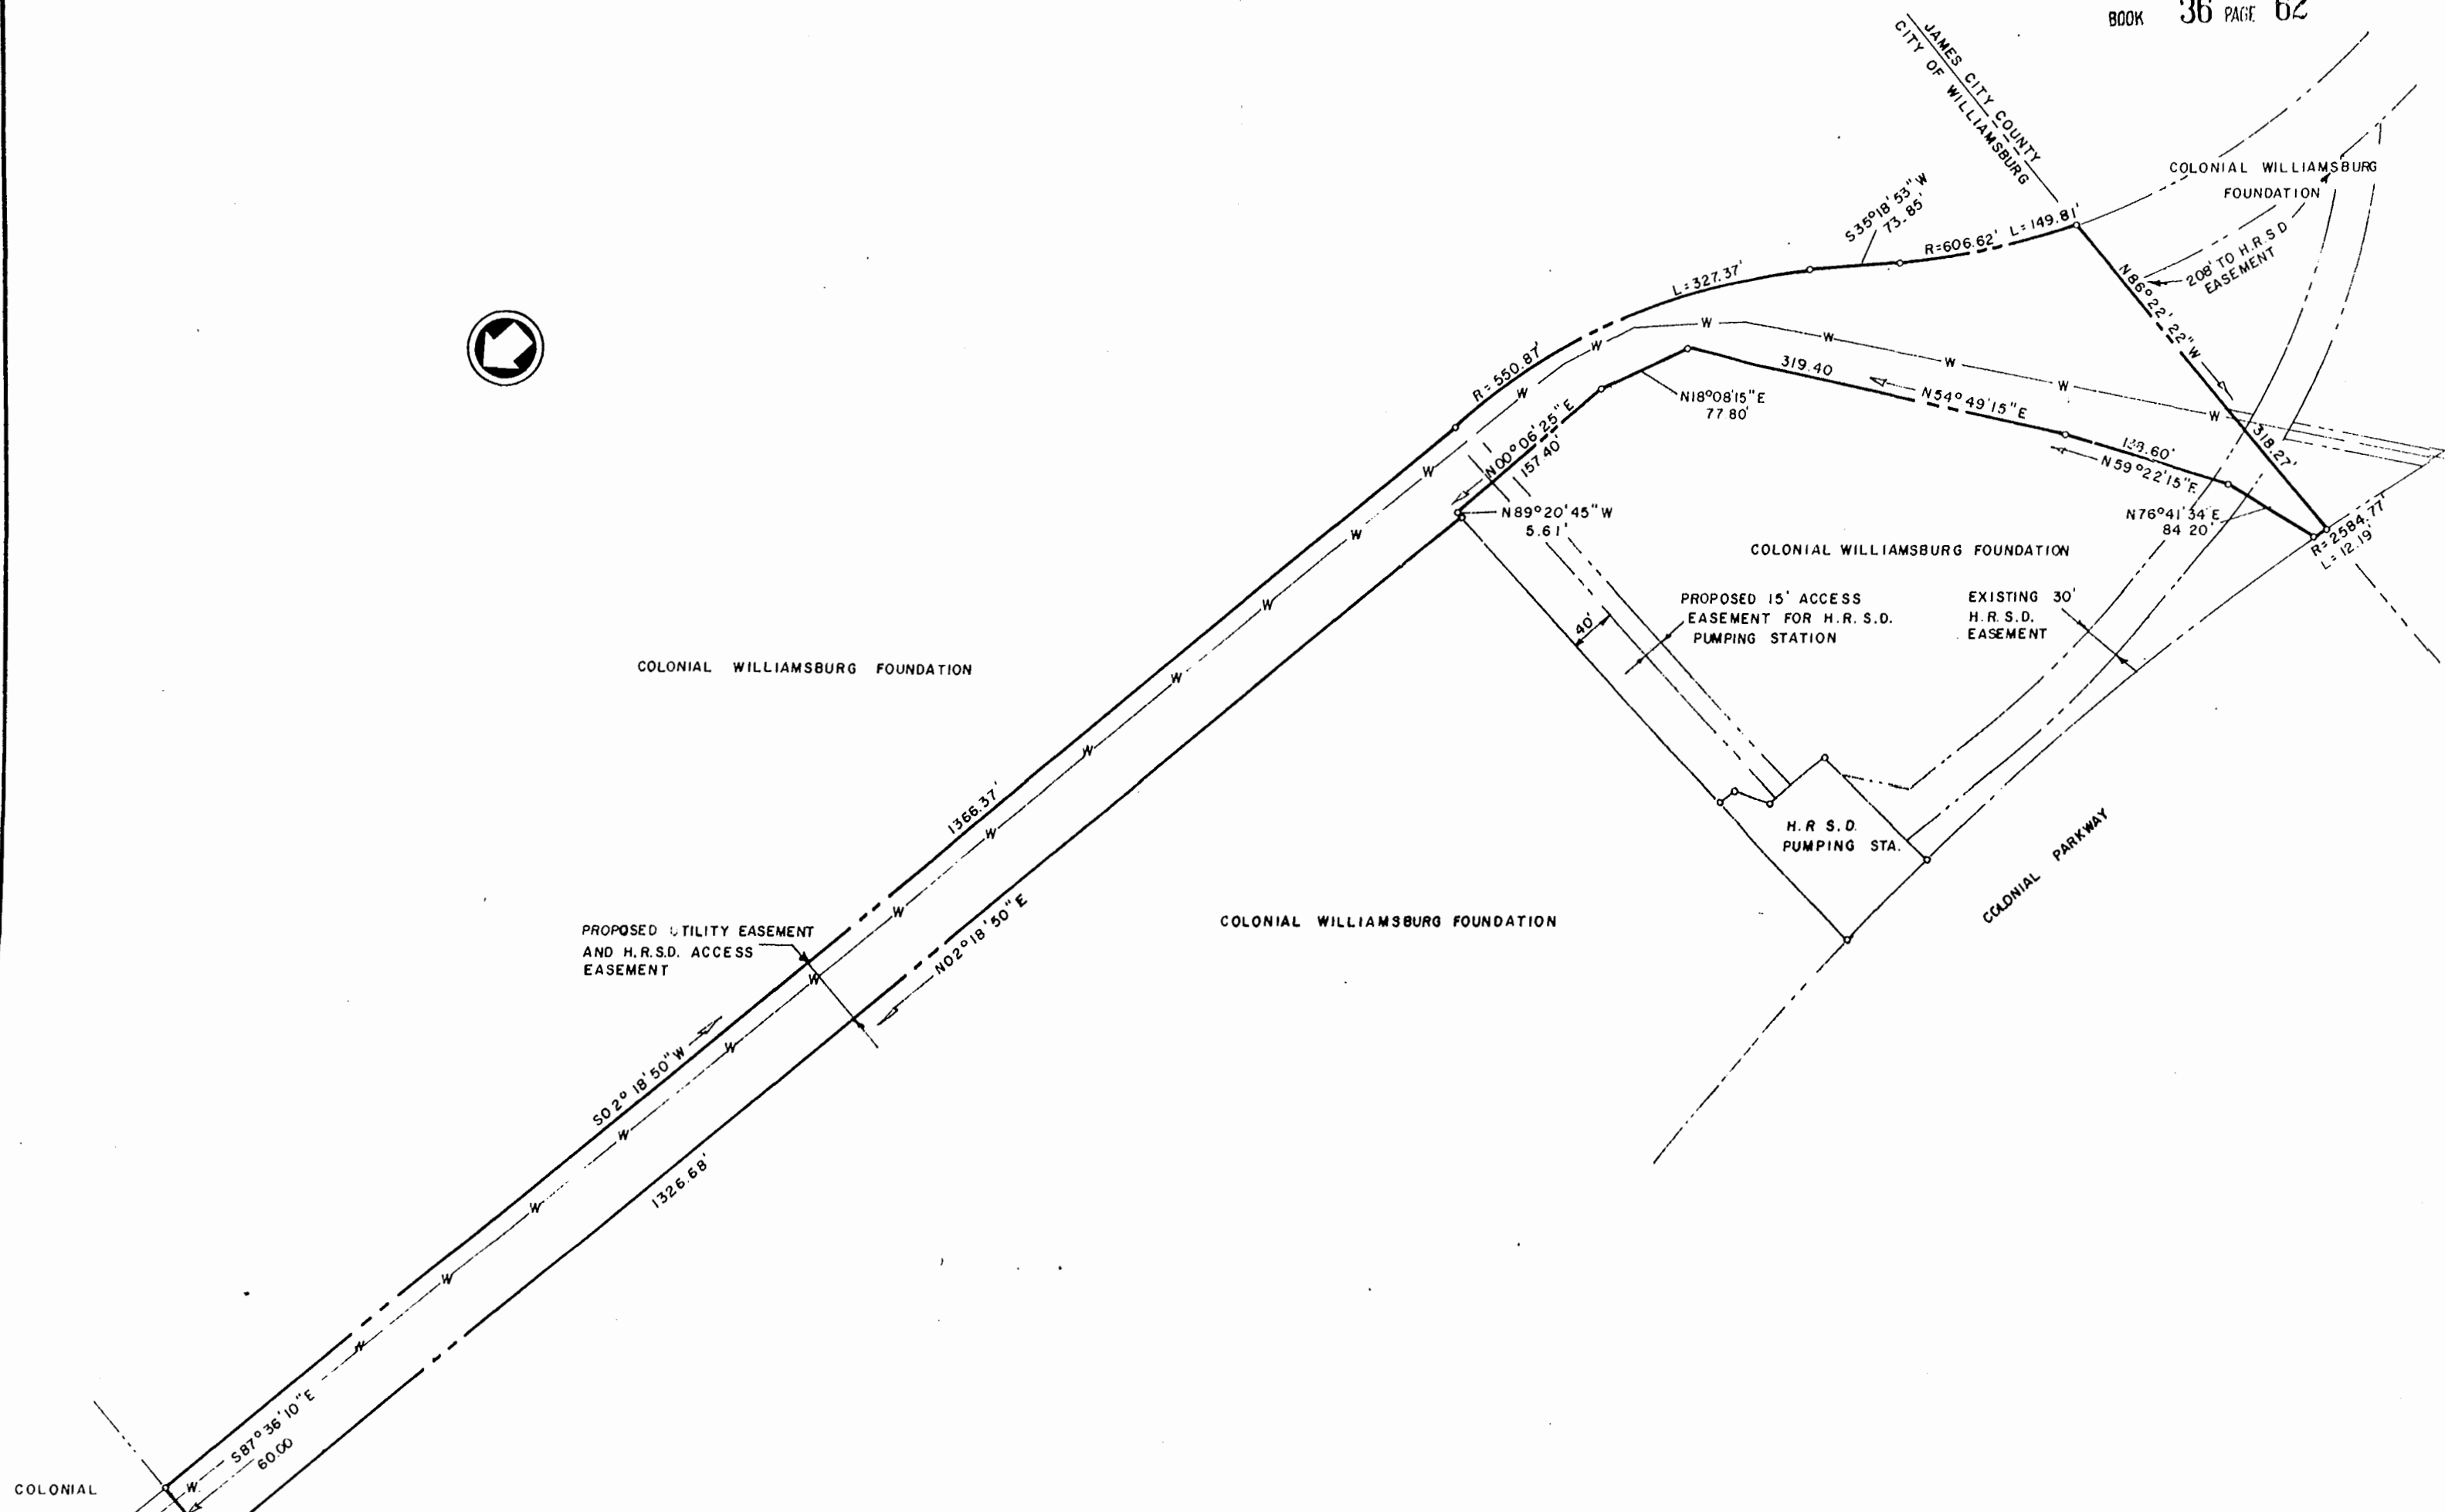 BOOK 36 PAGE 62
JAMES CITY COUNTY
CITY OF WILLIAMSBURG
COLONIAL WILLIAMSBURG
FOUNDATION
208' TO H.R.S.D
EASEMENT
S35°18'53"W
73.85'
R=606.62' L=149.81'
L=327.37'
R=550.87'
N86°22'22"W
318.27'
W
W
W
W
W
W
W
W
319.40
N54°49'15"E
N18°08'15"E
77 80'
N00°06'25"E
157.40'
138.60'
N59°22'15"E
N76°41'34"E
84 20'
R=2584.77'
L=12.19'
N89°20'45"W
5.61'
COLONIAL WILLIAMSBURG FOUNDATION
PROPOSED 15' ACCESS
EASEMENT FOR H.R.S.D.
PUMPING STATION
EXISTING 30'
H.R.S.D.
EASEMENT
40'
COLONIAL WILLIAMSBURG FOUNDATION
W
W
W
W
W
W
1366.37'
H.R S.D.
PUMPING STA.
COLONIAL PARKWAY
COLONIAL WILLIAMSBURG FOUNDATION
PROPOSED UTILITY EASEMENT
AND H.R.S.D. ACCESS
EASEMENT
N02°18'50"E
S02°18'50"W
1326.68'
W
W
W
W
W
W
W
S87°36'10"E
60.00
W
COLONIAL